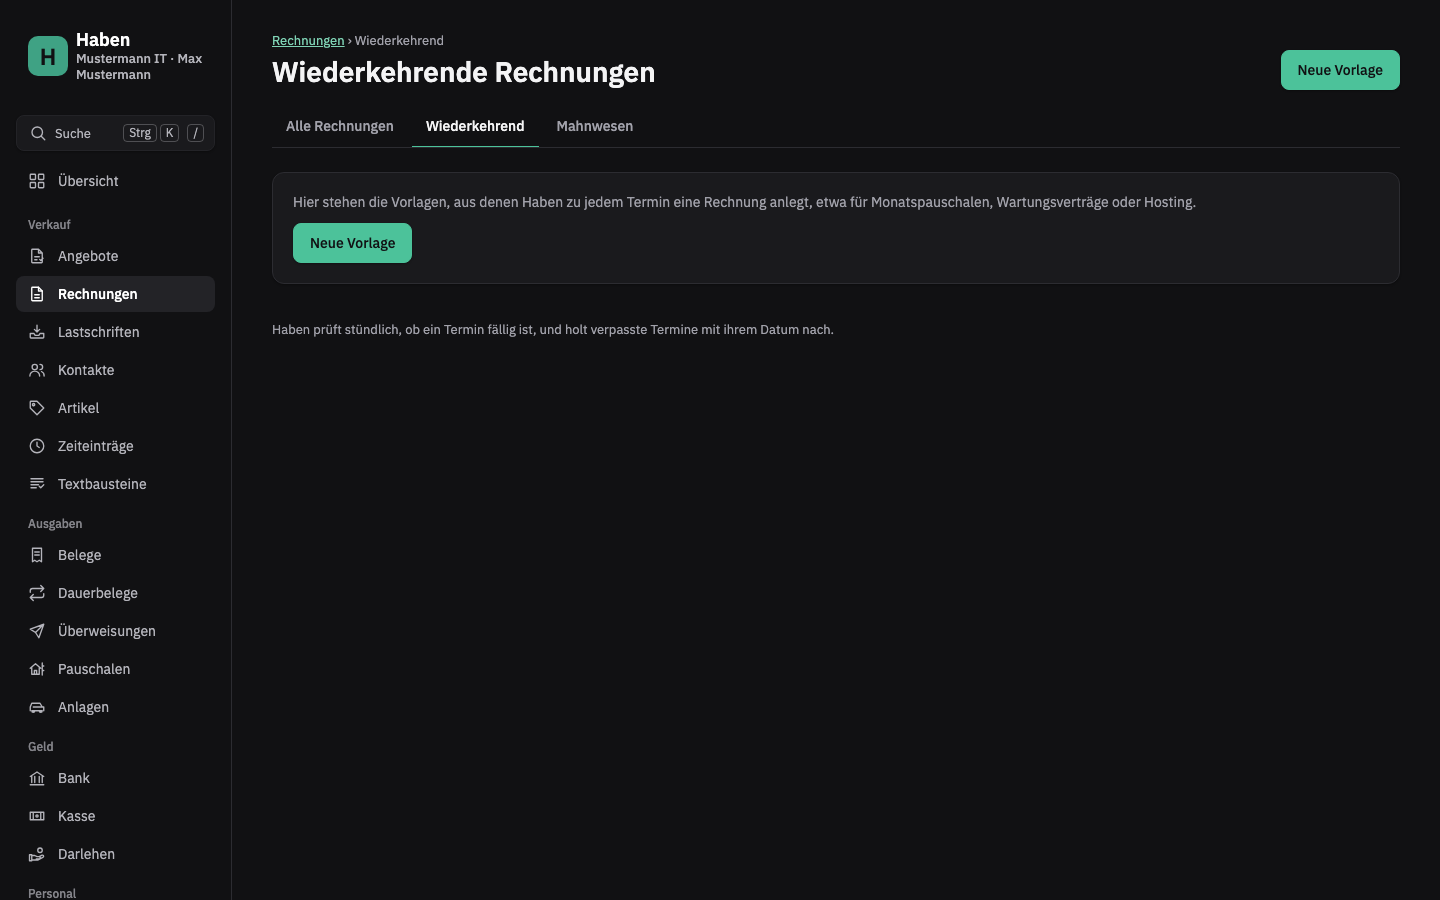 H
Haben
Mustermann IT · Max
Mustermann
Suche Strg K /
Übersicht
Verkauf
Angebote
Rechnungen
Lastschriften
Kontakte
Artikel
Zeiteinträge
Textbausteine
Ausgaben
Belege
Dauerbelege
Überweisungen
Pauschalen
Anlagen
Geld
Bank
Kasse
Darlehen
Personal
Rechnungen › Wiederkehrend
Wiederkehrende Rechnungen
Neue Vorlage
Alle Rechnungen Wiederkehrend Mahnwesen
Hier stehen die Vorlagen, aus denen Haben zu jedem Termin eine Rechnung anlegt, etwa für Monatspauschalen, Wartungsverträge oder Hosting.
Neue Vorlage
Haben prüft stündlich, ob ein Termin fällig ist, und holt verpasste Termine mit ihrem Datum nach.